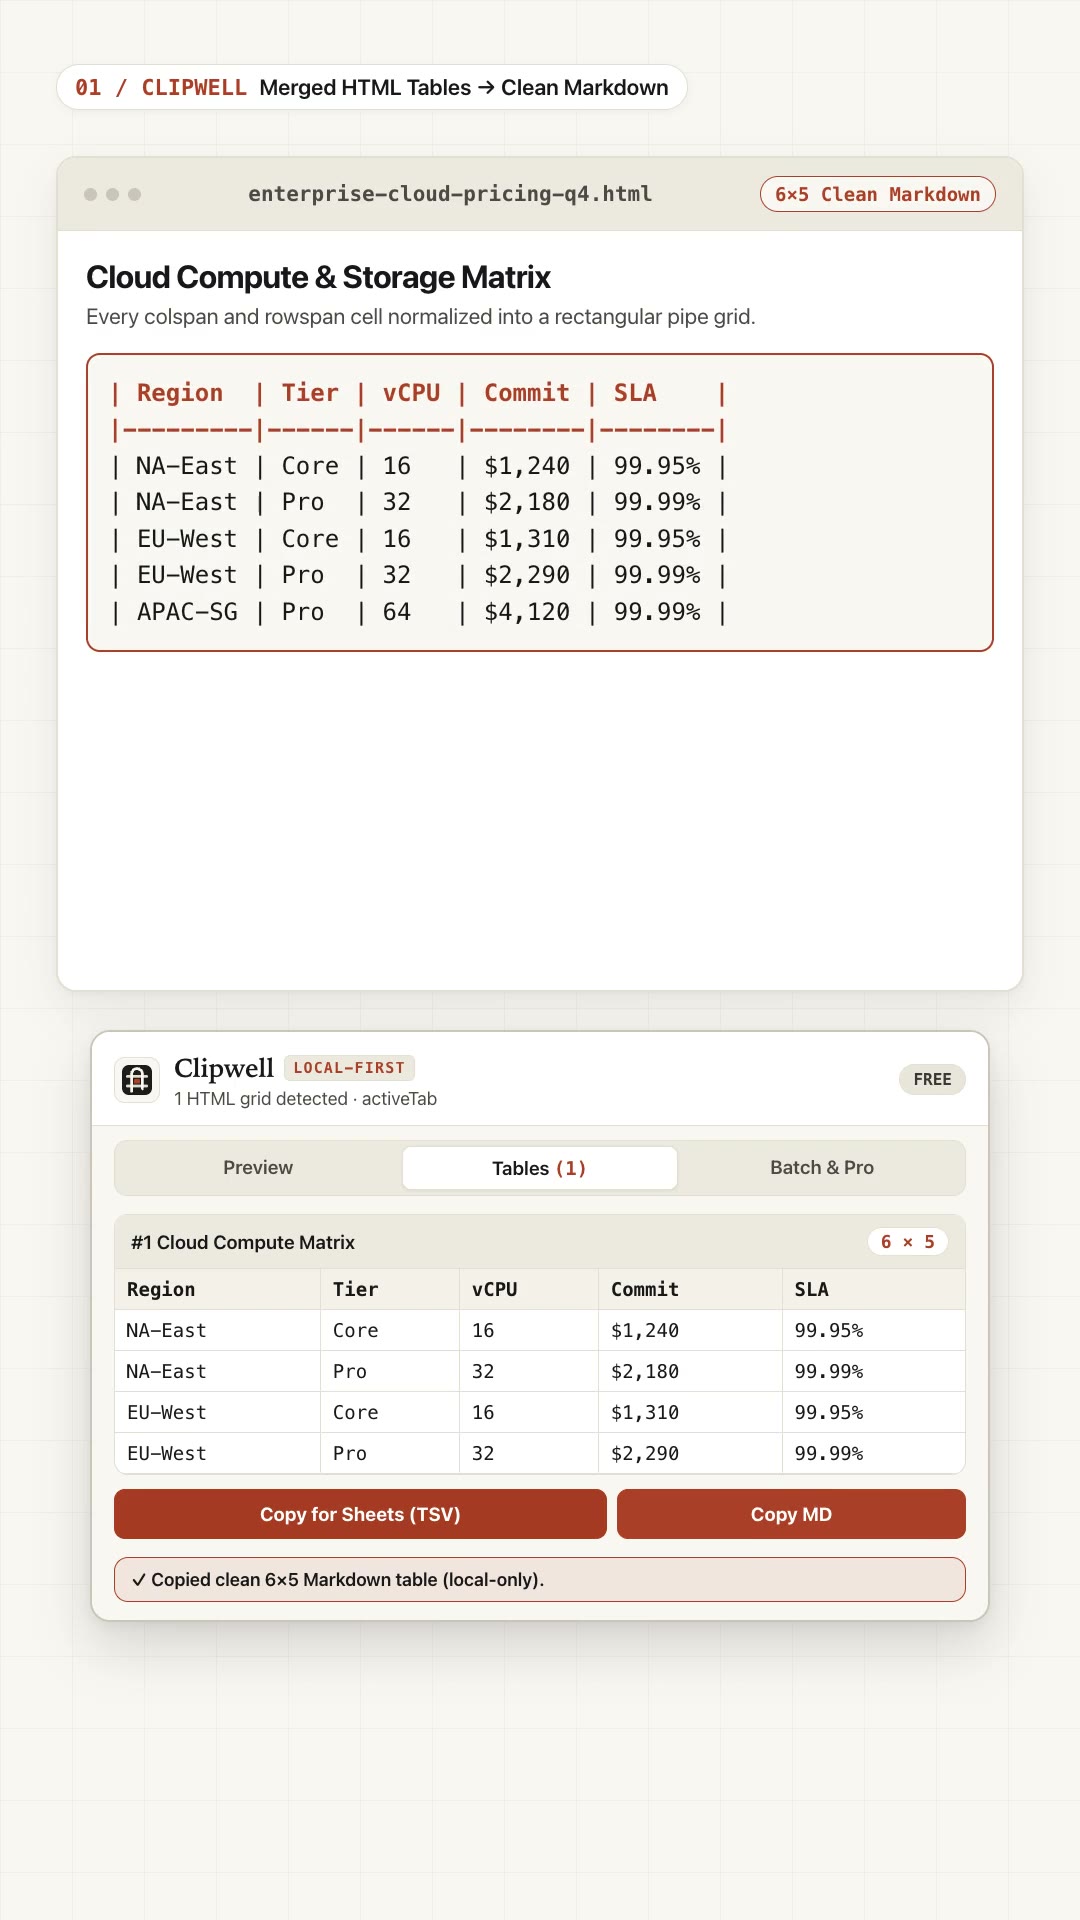 01 / CLIPWELL Merged HTML Tables → Clean Markdown
enterprise-cloud-pricing-q4.html
6×5 Clean Markdown
Cloud Compute & Storage Matrix
Every colspan and rowspan cell normalized into a rectangular pipe grid.
| Region  | Tier | vCPU | Commit | SLA    |
|---------|------|------|--------|--------|
| NA-East | Core | 16   | $1,240 | 99.95% |
| NA-East | Pro  | 32   | $2,180 | 99.99% |
| EU-West | Core | 16   | $1,310 | 99.95% |
| EU-West | Pro  | 32   | $2,290 | 99.99% |
| APAC-SG | Pro  | 64   | $4,120 | 99.99% |
Clipwell LOCAL-FIRST
1 HTML grid detected · activeTab
FREE
Preview Tables (1) Batch & Pro
#1 Cloud Compute Matrix 6 × 5
Region Tier vCPU Commit SLA
NA-East Core 16 $1,240 99.95%
NA-East Pro 32 $2,180 99.99%
EU-West Core 16 $1,310 99.95%
EU-West Pro 32 $2,290 99.99%
Copy for Sheets (TSV) Copy MD
✓ Copied clean 6×5 Markdown table (local-only).